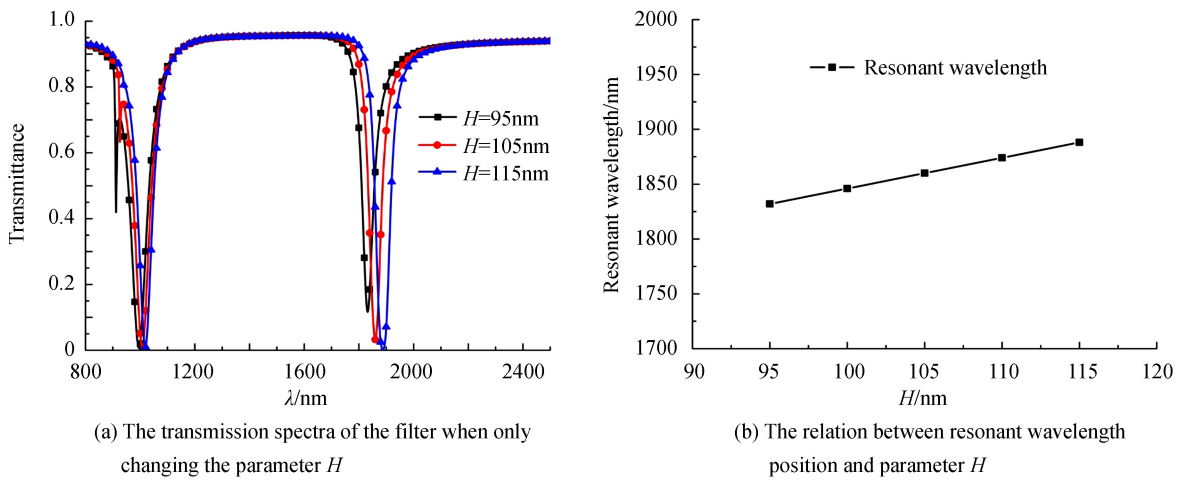 1.0
0.8
0.6
0.4
0.2
0
Transmittance
H=95nm
H=105nm
H=115nm
800
1200
1600
2000
2400
λ/nm
(a) The transmission spectra of the filter when only
changing the parameter H
2000
1950
1900
1850
1800
1750
1700
Resonant wavelength/nm
Resonant wavelength
90
95
100
105
110
115
120
H/nm
(b) The relation between resonant wavelength
position and parameter H